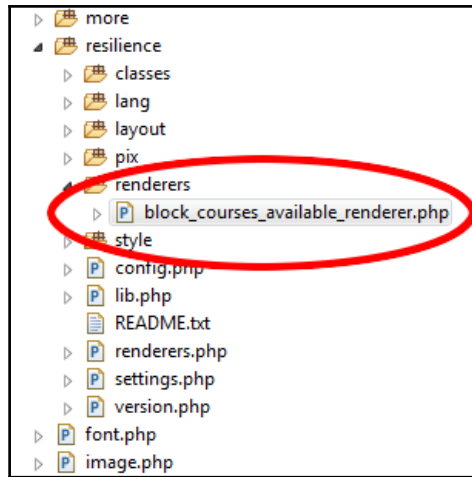 more
resilience
classes
lang
layout
pix
renderers
block_courses_available_renderer.php
style
config.php
lib.php
README.txt
renderers.php
settings.php
version.php
font.php
image.php